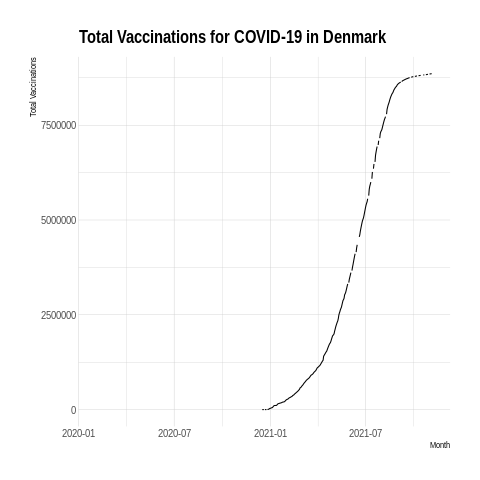 Total Vaccinations for COVID-19 in Denmark
Total Vaccinations
7500000
5000000
2500000
0
2020-01
2020-07
2021-01
2021-07
Month